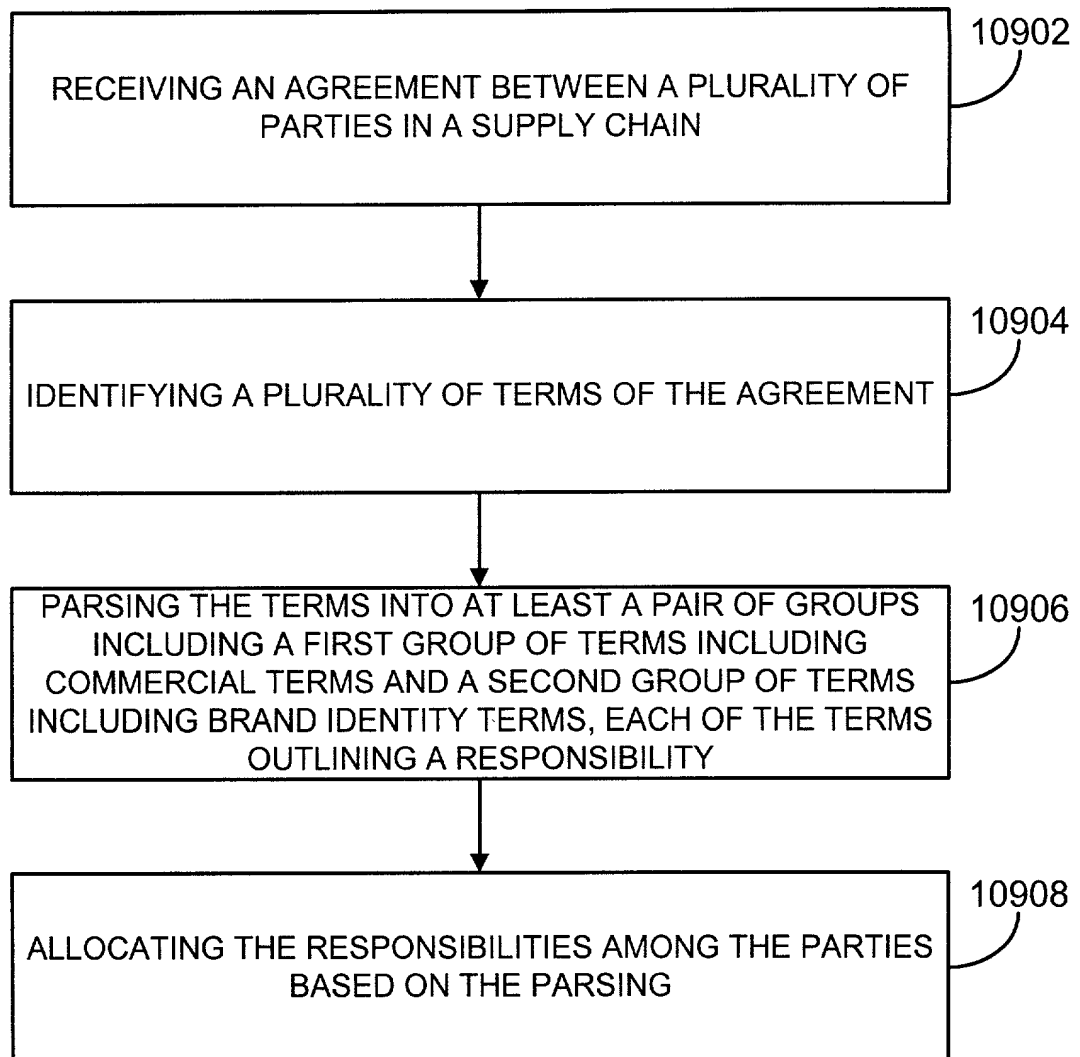 10902
RECEIVING AN AGREEMENT BETWEEN A PLURALITY OF
PARTIES IN A SUPPLY CHAIN
10904
IDENTIFYING A PLURALITY OF TERMS OF THE AGREEMENT
10906
PARSING THE TERMS INTO AT LEAST A PAIR OF GROUPS
INCLUDING A FIRST GROUP OF TERMS INCLUDING
COMMERCIAL TERMS AND A SECOND GROUP OF TERMS
INCLUDING BRAND IDENTITY TERMS, EACH OF THE TERMS
OUTLINING A RESPONSIBILITY
10908
ALLOCATING THE RESPONSIBILITIES AMONG THE PARTIES
BASED ON THE PARSING